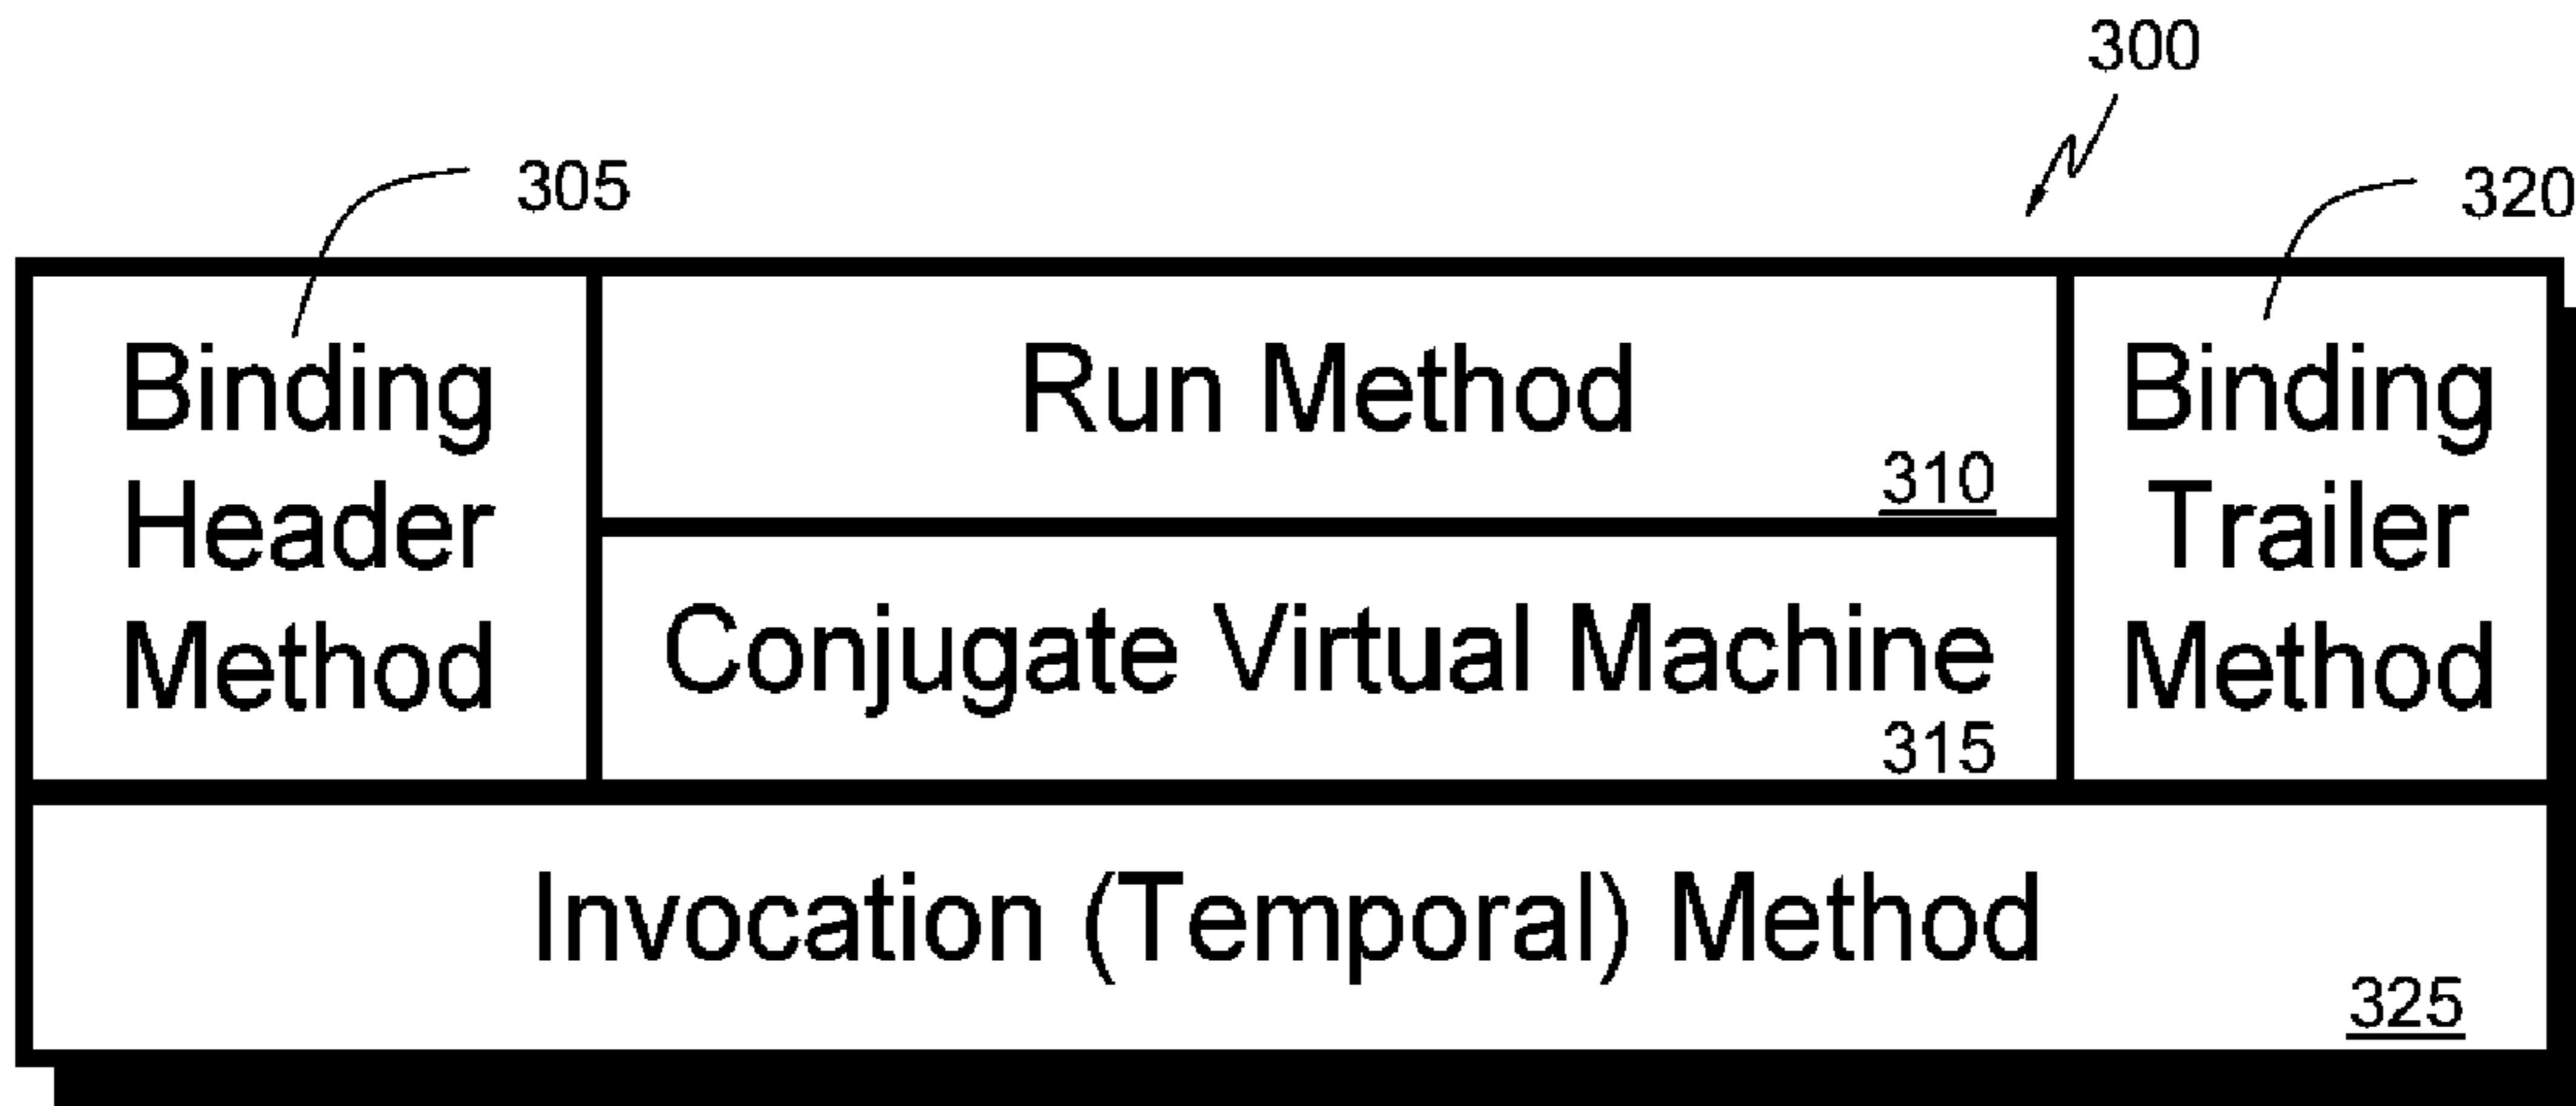 300
305
320
Binding
Header
Method
Run Method
310
Conjugate Virtual Machine
315
Binding
Trailer
Method
Invocation (Temporal) Method
325